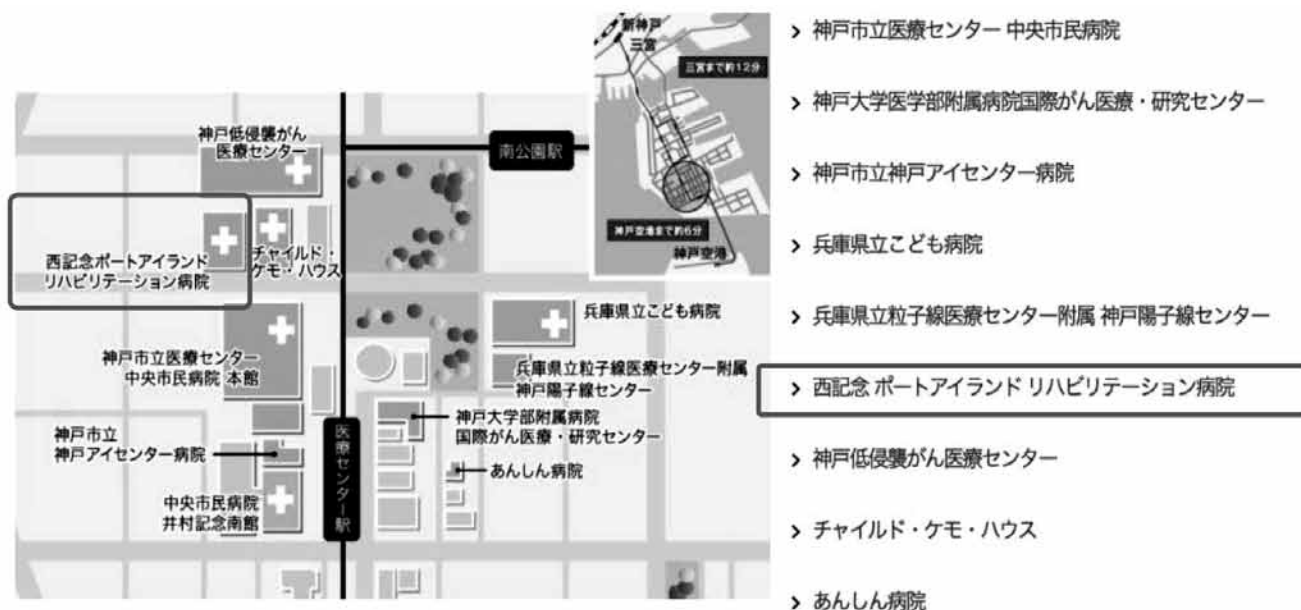 新神戸
三宮
三宮まで約12分
神戸空港まで約6分
神戸空港
南公園駅
神戸低侵襲がん
医療センター
西記念ポートアイランド
リハビリテーション病院
チャイルド・
ケモ・ハウス
神戸市立医療センター
中央市民病院 本館
兵庫県立こども病院
兵庫県立粒子線医療センター附属
神戸陽子線センター
神戸大学部附属病院
国際がん医療・研究センター
神戸市立
神戸アイセンター病院
あんしん病院
中央市民病院
井村記念南館
医療センター駅
> 神戸市立医療センター 中央市民病院
> 神戸大学医学部附属病院国際がん医療・研究センター
> 神戸市立神戸アイセンター病院
> 兵庫県立こども病院
> 兵庫県立粒子線医療センター附属 神戸陽子線センター
> 西記念 ポートアイランド リハビリテーション病院
> 神戸低侵襲がん医療センター
> チャイルド・ケモ・ハウス
> あんしん病院